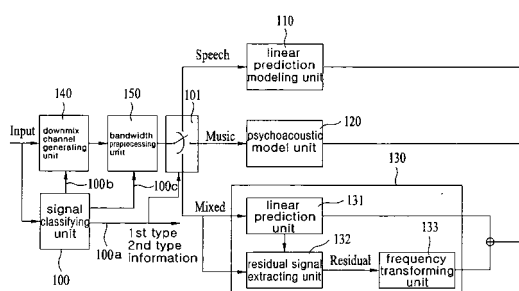 110
Speech
linear
prediction
modeling unit
140
150
101
120
Input
downmix
channel
generating
unit
bandwidth
preprocessing
unit
Music
psychoacoustic
model unit
100b
100c
130
signal
classifying
unit
Mixed
linear
prediction
unit
131
100a
1st type
2nd type
information
132
133
100
residual signal
extracting unit
Residual
frequency
transforming
unit